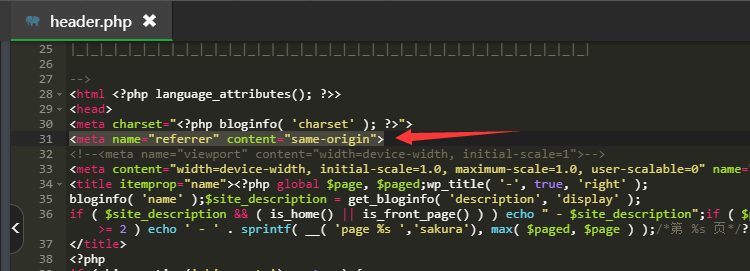 header.php
25 |_|_|_|_|_|_|_|_|_|_|_|_|_|_|_|_|_|_|_|_|_|_|_|_|_|_|_|_|_|_|_|_|_|
26
27 -->
28 <html <?php language_attributes(); ?>>
29 <head>
30 <meta charset="<?php bloginfo( 'charset' ); ?>">
31 <meta name="referrer" content="same-origin">
32 <!--<meta name="viewport" content="width=device-width, initial-scale=1">-->
33 <meta content="width=device-width, initial-scale=1.0, maximum-scale=1.0, user-scalable=0" name=
34 <title itemprop="name"><?php global $page, $paged;wp_title( '-', true, 'right' );
35 bloginfo( 'name' );$site_description = get_bloginfo( 'description', 'display' );
36 if ( $site_description && ( is_home() || is_front_page() ) ) echo " - $site_description";if ( $
>= 2 ) echo ' - ' . sprintf( __( 'page %s ','sakura'), max( $paged, $page ) );/*第 %s 页*/?
37 </title>
38 <?php